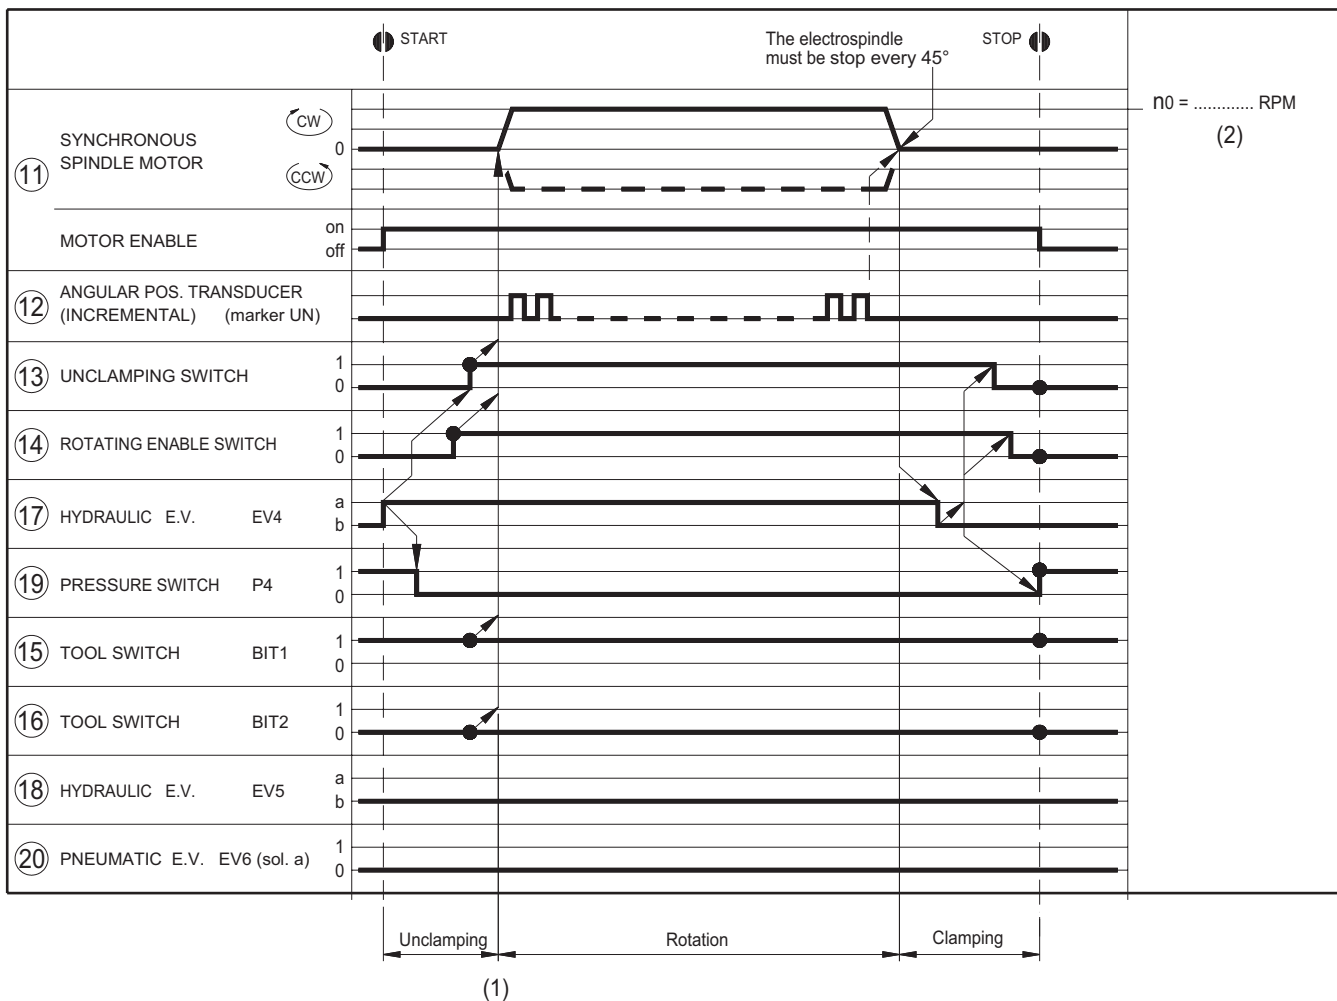 START
The electrospindle
must be stop every 45°
STOP
n0 = ............. RPM
(2)
11
SYNCHRONOUS
SPINDLE MOTOR
CW
0
CCW
MOTOR ENABLE
on
off
12
ANGULAR POS. TRANSDUCER
(INCREMENTAL) (marker UN)
13
UNCLAMPING SWITCH
1
0
14
ROTATING ENABLE SWITCH
1
0
17
HYDRAULIC E.V. EV4
a
b
19
PRESSURE SWITCH P4
1
0
15
TOOL SWITCH BIT1
1
0
16
TOOL SWITCH BIT2
1
0
18
HYDRAULIC E.V. EV5
a
b
20
PNEUMATIC E.V. EV6 (sol. a)
1
0
Unclamping
Rotation
Clamping
(1)